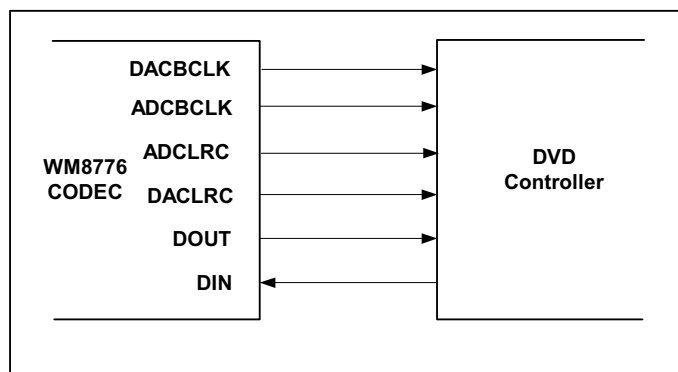 DACBCLK
ADCBCLK
ADCLRC
WM8776
CODEC
DACLRC
DOUT
DIN
DVD
Controller